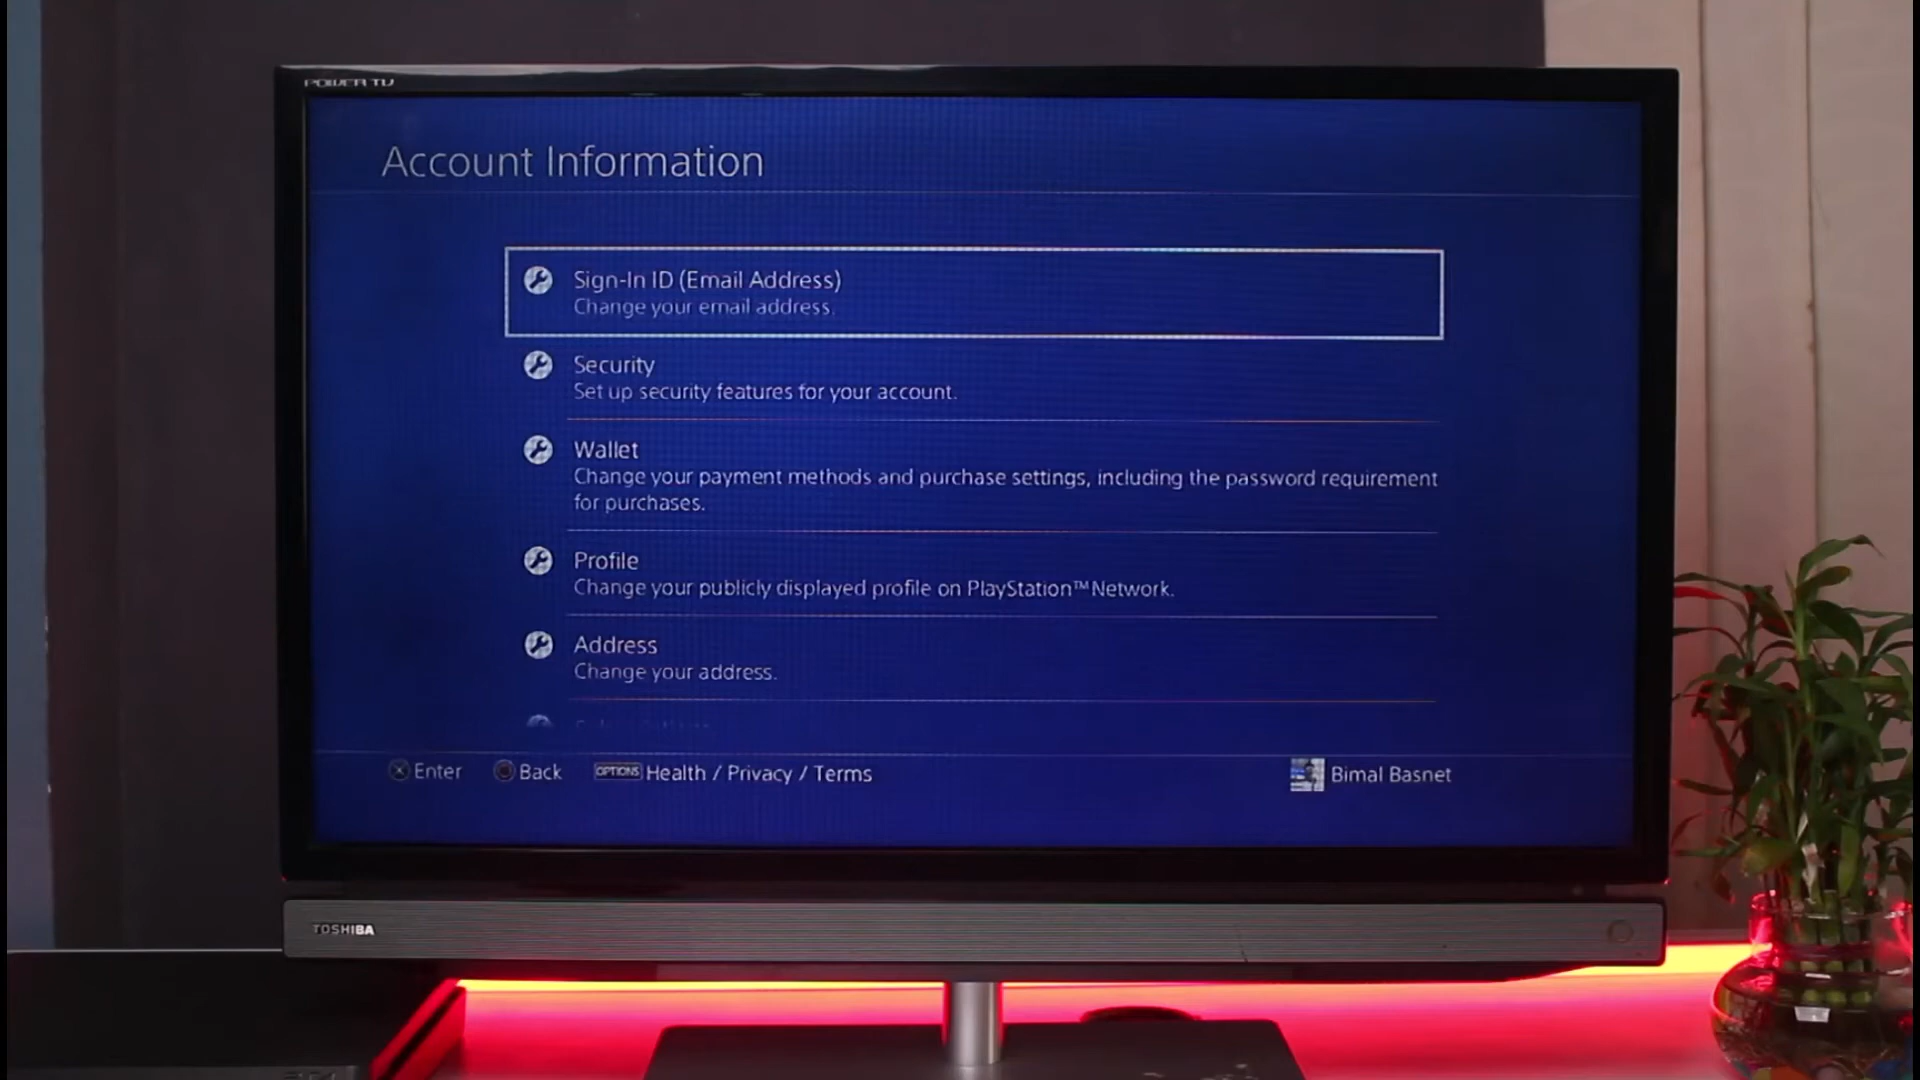 POWER TV
Account Information
Sign-In ID (Email Address)
Change your email address.
Security
Set up security features for your account.
Wallet
Change your payment methods and purchase settings, including the password requirement
for purchases.
Profile
Change your publicly displayed profile on PlayStation™Network.
Address
Change your address.
Enter
Back
OPTIONS Health / Privacy / Terms
Bimal Basnet
TOSHIBA